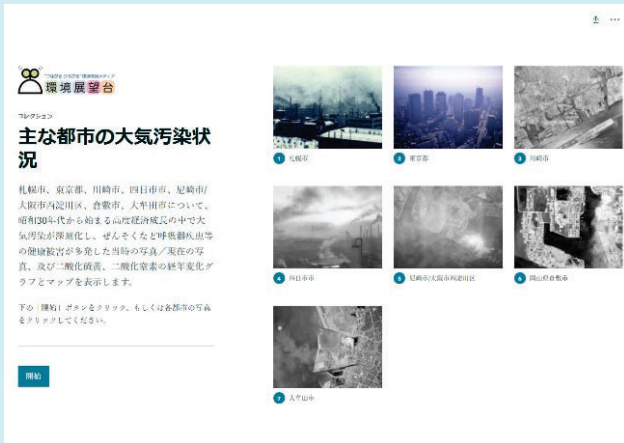 "つながる ひろがる"環境情報メディア
環境展望台
コレクション
主な都市の大気汚染状
況
札幌市、東京都、川崎市、四日市市、尼崎市/
大阪市西淀川区、倉敷市、大牟田市について、
昭和30年代から始まる高度経済成長の中で大
気汚染が深刻化し、ぜんそくなど呼吸器疾患等
の健康被害が多発した当時の写真／現在の写
真、及び二酸化硫黄、二酸化窒素の経年変化グ
ラフとマップを表示します。
下の「開始」ボタンをクリック、もしくは各都市の写真
をクリックしてください。
開始
1 札幌市
2 東京都
3 川崎市
4 四日市市
5 尼崎市/大阪市西淀川区
6 岡山県倉敷市
7 大牟田市